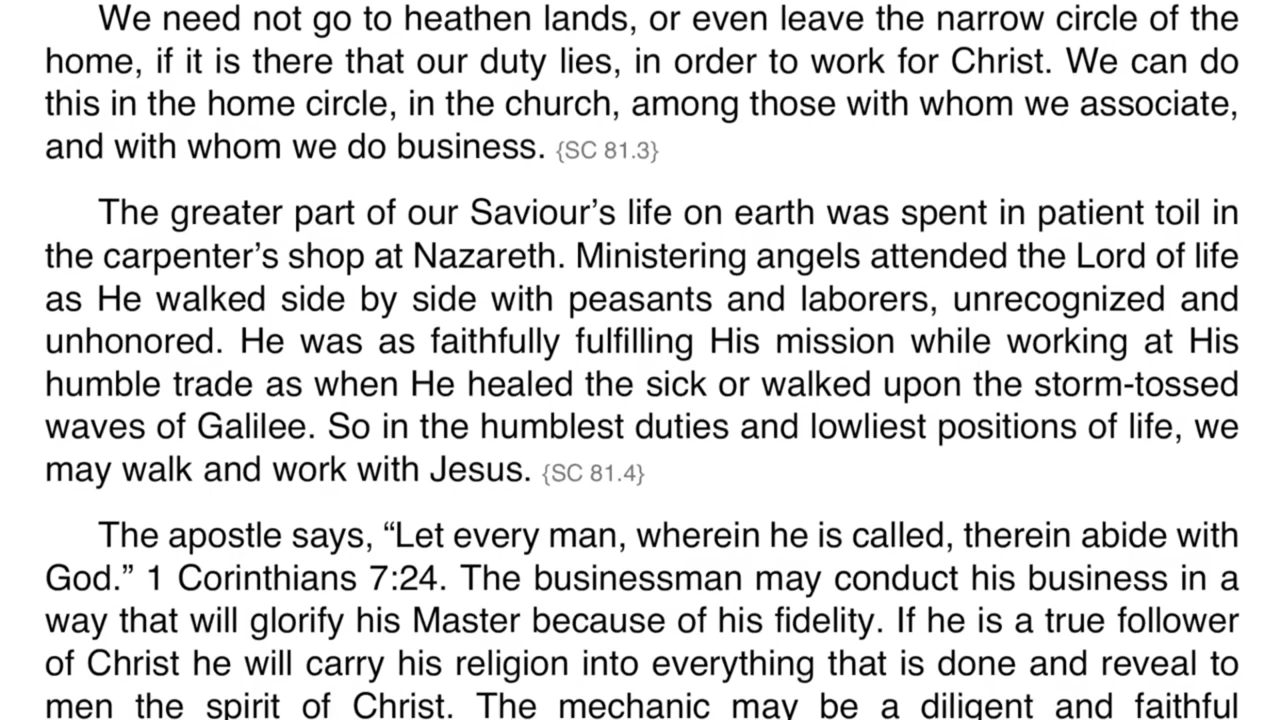 We need not go to heathen lands, or even leave the narrow circle of the
home, if it is there that our duty lies, in order to work for Christ. We can do
this in the home circle, in the church, among those with whom we associate,
and with whom we do business. {SC 81.3}
The greater part of our Saviour’s life on earth was spent in patient toil in
the carpenter’s shop at Nazareth. Ministering angels attended the Lord of life
as He walked side by side with peasants and laborers, unrecognized and
unhonored. He was as faithfully fulfilling His mission while working at His
humble trade as when He healed the sick or walked upon the storm-tossed
waves of Galilee. So in the humblest duties and lowliest positions of life, we
may walk and work with Jesus. {SC 81.4}
The apostle says, “Let every man, wherein he is called, therein abide with
God.” 1 Corinthians 7:24. The businessman may conduct his business in a
way that will glorify his Master because of his fidelity. If he is a true follower
of Christ he will carry his religion into everything that is done and reveal to
men the spirit of Christ. The mechanic may be a diligent and faithful